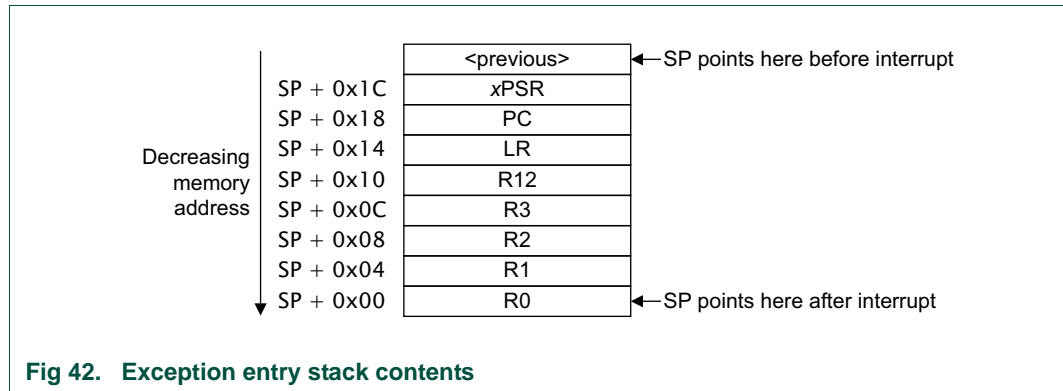 <previous>
SP points here before interrupt
SP + 0x1C
xPSR
SP + 0x18
PC
SP + 0x14
LR
Decreasing
memory
address
SP + 0x10
R12
SP + 0x0C
R3
SP + 0x08
R2
SP + 0x04
R1
SP + 0x00
R0
SP points here after interrupt
Fig 42. Exception entry stack contents